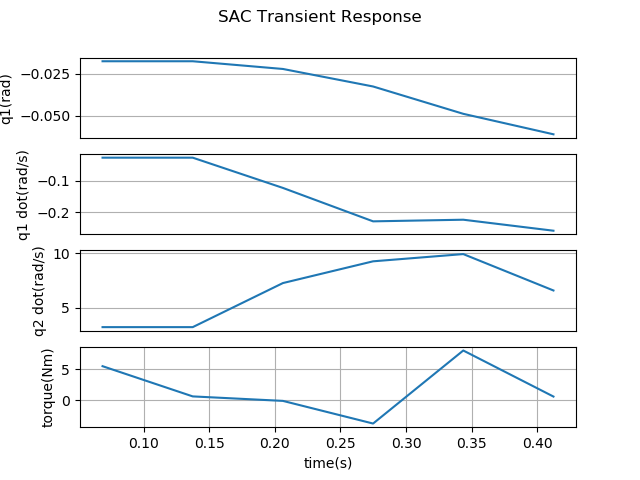 SAC Transient Response
q1(rad)
−0.025
−0.050
q1 dot(rad/s)
−0.1
−0.2
q2 dot(rad/s)
10
5
torque(Nm)
5
0
0.10 0.15 0.20 0.25 0.30 0.35 0.40
time(s)